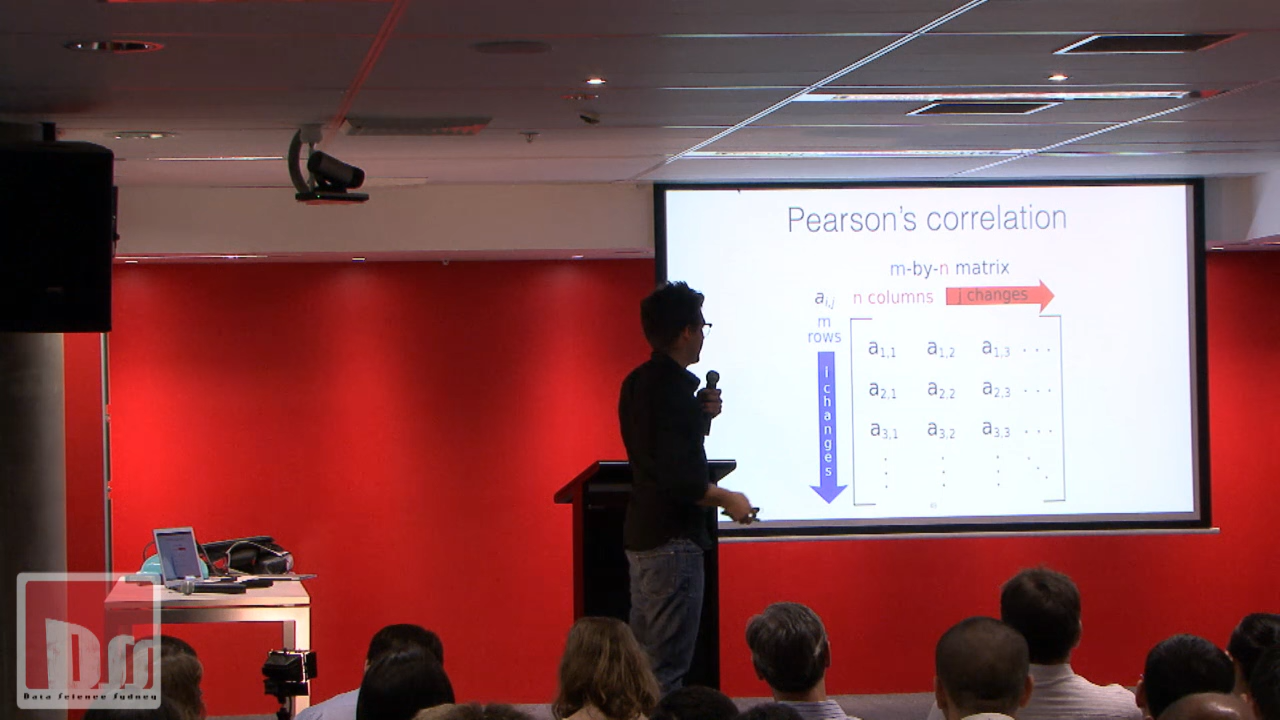 Pearson's correlation
m-by-n matrix
a i,j n columns j changes
m
rows
I changes
a1,1 a1,2 a1,3 . . .
a2,1 a2,2 a2,3 . . .
a3,1 a3,2 a3,3 . . .
Data Science Sydney